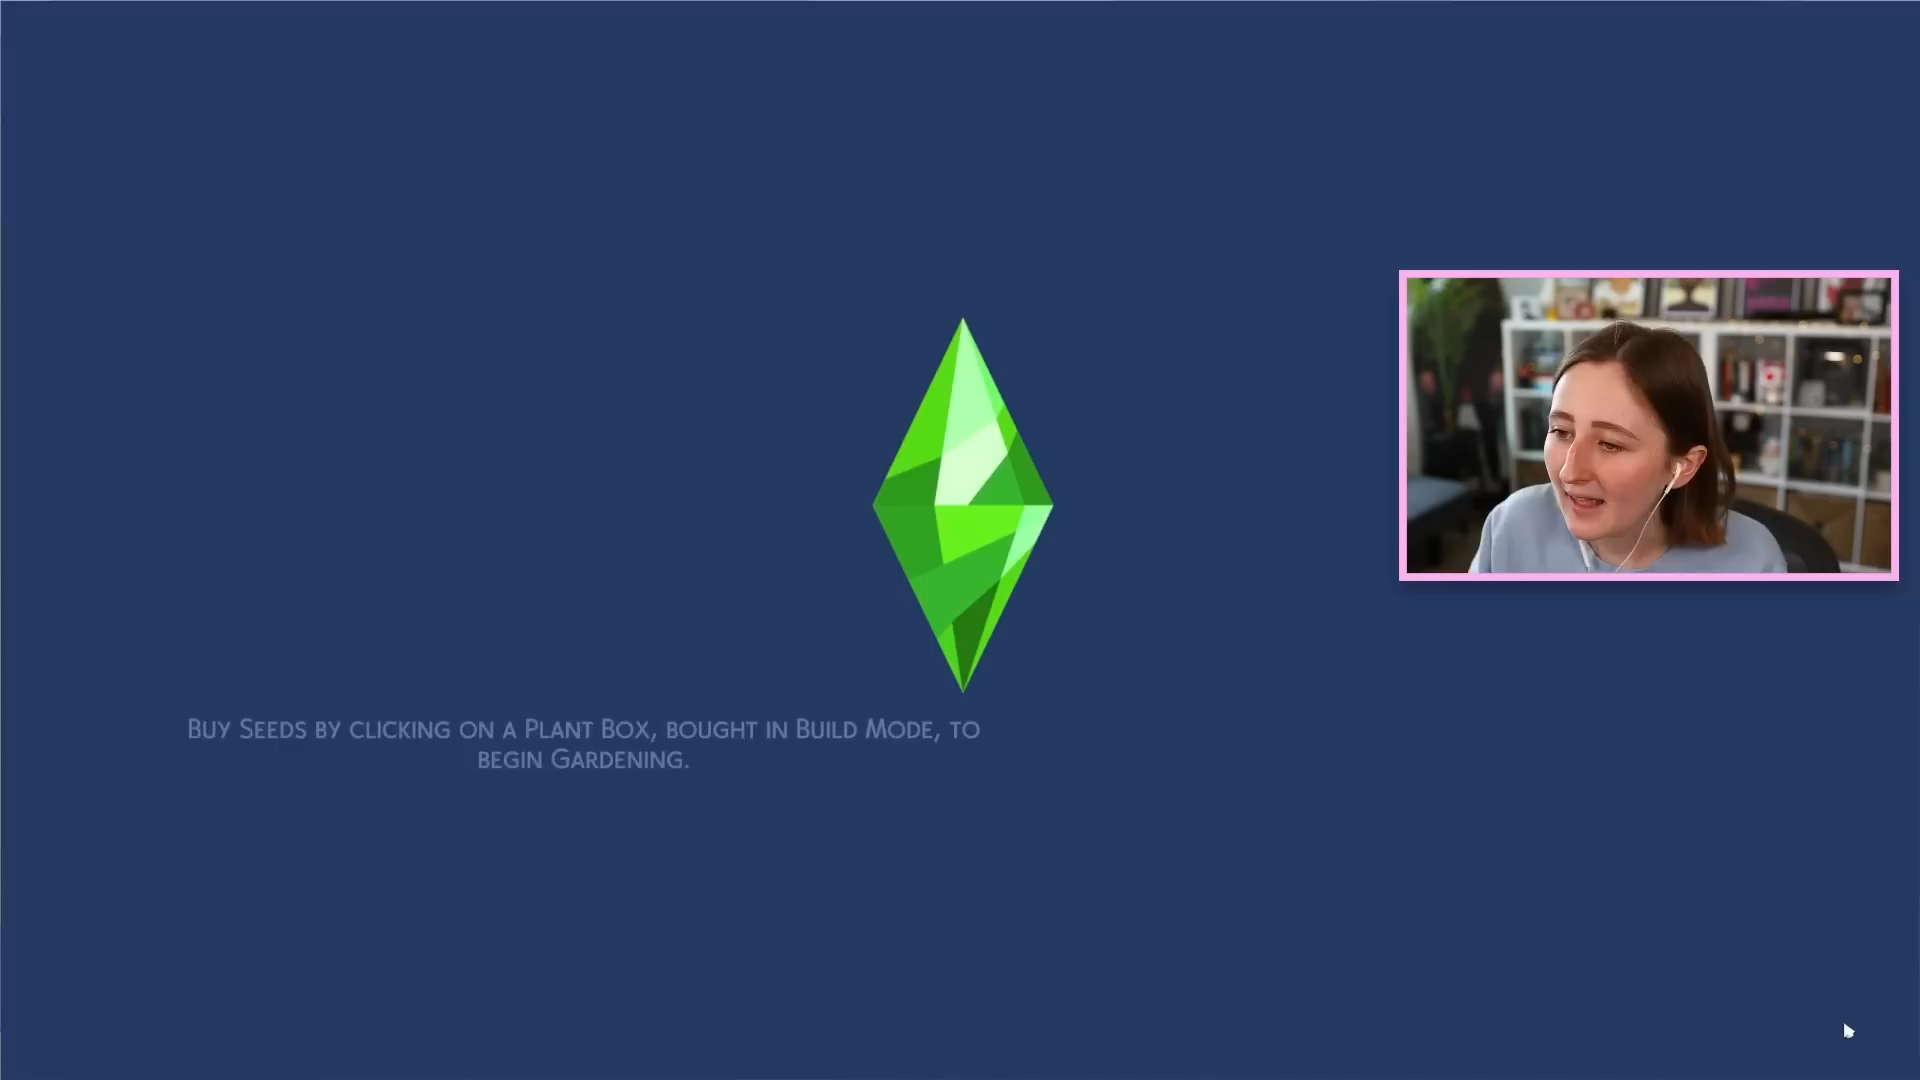 Buy Seeds by clicking on a Plant Box, bought in Build Mode, to
begin Gardening.